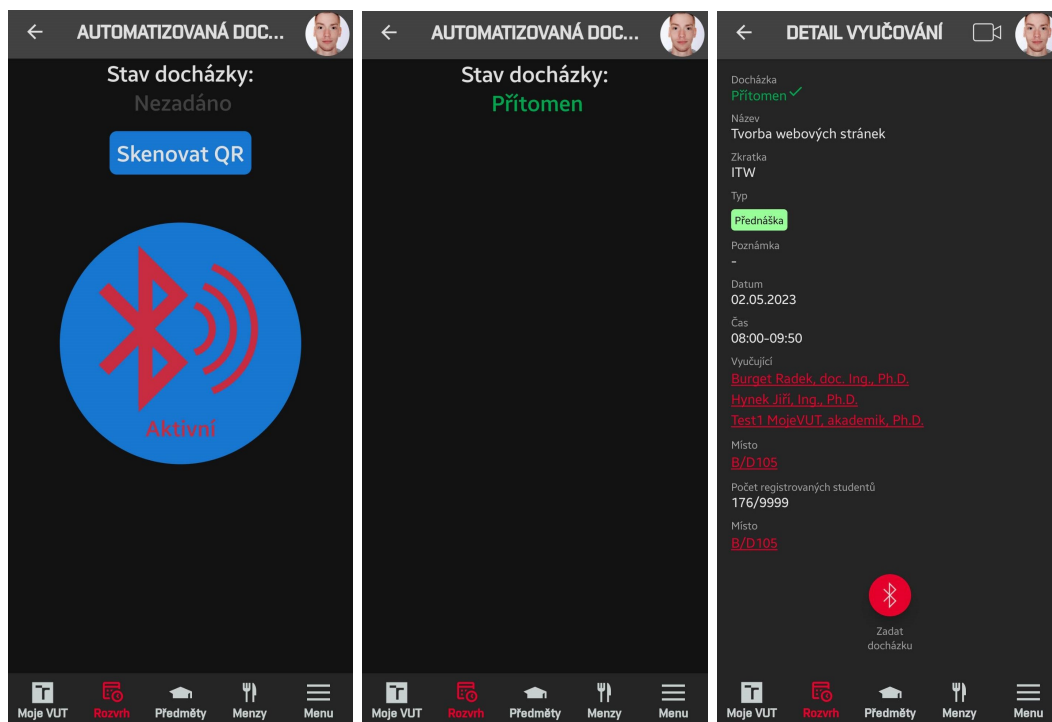 AUTOMATIZOVANÁ DOC...
Stav docházky:
Nezadáno
Skenovat QR
Aktivní
Moje VUT
Rozvrh
Předměty
Menzy
Menu
AUTOMATIZOVANÁ DOC...
Stav docházky:
Přítomen
Moje VUT
Rozvrh
Předměty
Menzy
Menu
DETAIL VYUČOVÁNÍ
Docházka
Přítomen
Název
Tvorba webových stránek
Zkratka
ITW
Typ
Přednáška
Poznámka
-
Datum
02.05.2023
Čas
08:00-09:50
Vyučující
Burget Radek, doc. Ing., Ph.D.
Hynek Jiří, Ing., Ph.D.
Test1 MojeVUT, akademik, Ph.D.
Místo
B/D105
Počet registrovaných studentů
176/9999
Místo
B/D105
Zadat
docházku
Moje VUT
Rozvrh
Předměty
Menzy
Menu